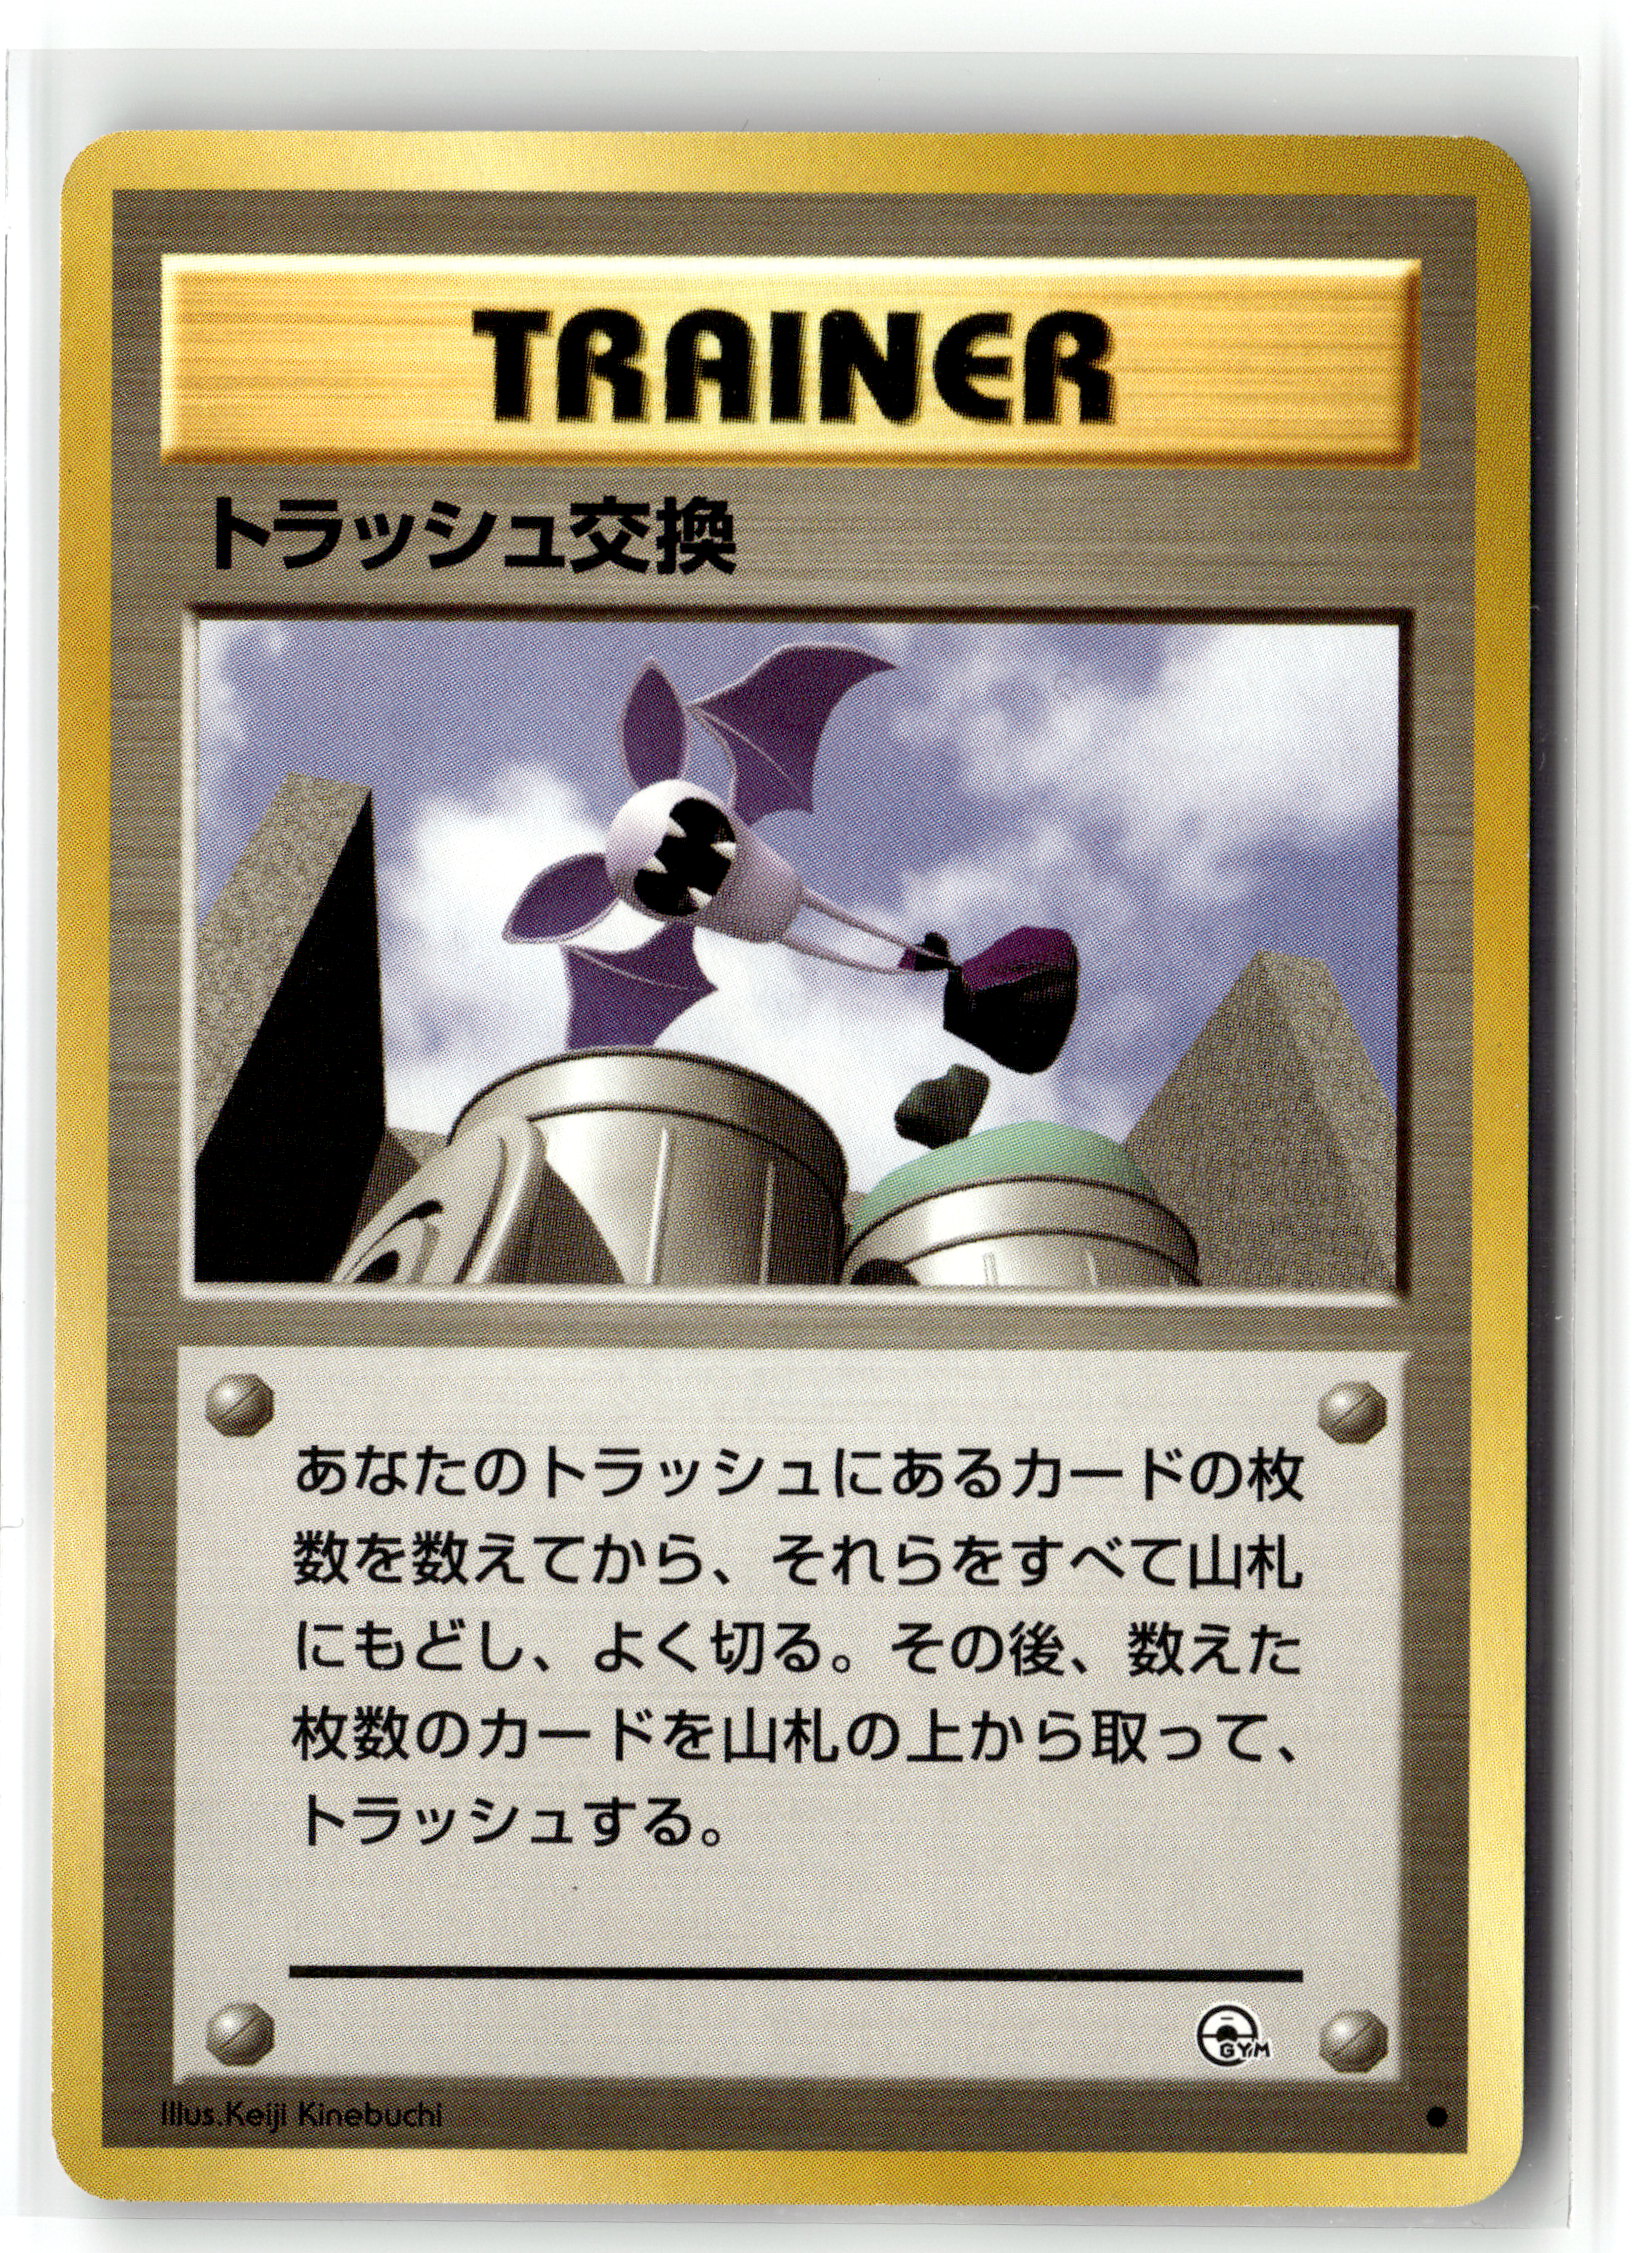 TRAINER
トラッシュ交換
あなたのトラッシュにあるカードの枚
数を数えてから、それらをすべて山札
にもどし、よく切る。その後、数えた
枚数のカードを山札の上から取って、
トラッシュする。
GYM
Illus.Keiji Kinebuchi